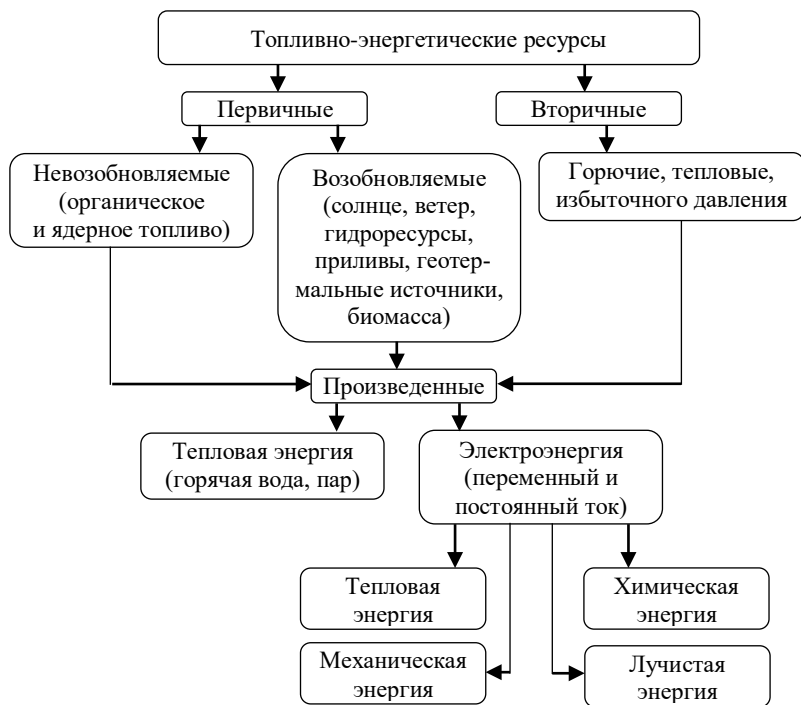 Топливно-энергетические ресурсы
Первичные
Вторичные
Невозобновляемые
(органическое
и ядерное топливо)
Возобновляемые
(солнце, ветер,
гидроресурсы,
приливы, геотер-
мальные источники,
биомасса)
Горючие, тепловые,
избыточного давления
Произведенные
Тепловая энергия
(горячая вода, пар)
Электроэнергия
(переменный и
постоянный ток)
Тепловая
энергия
Химическая
энергия
Механическая
энергия
Лучистая
энергия